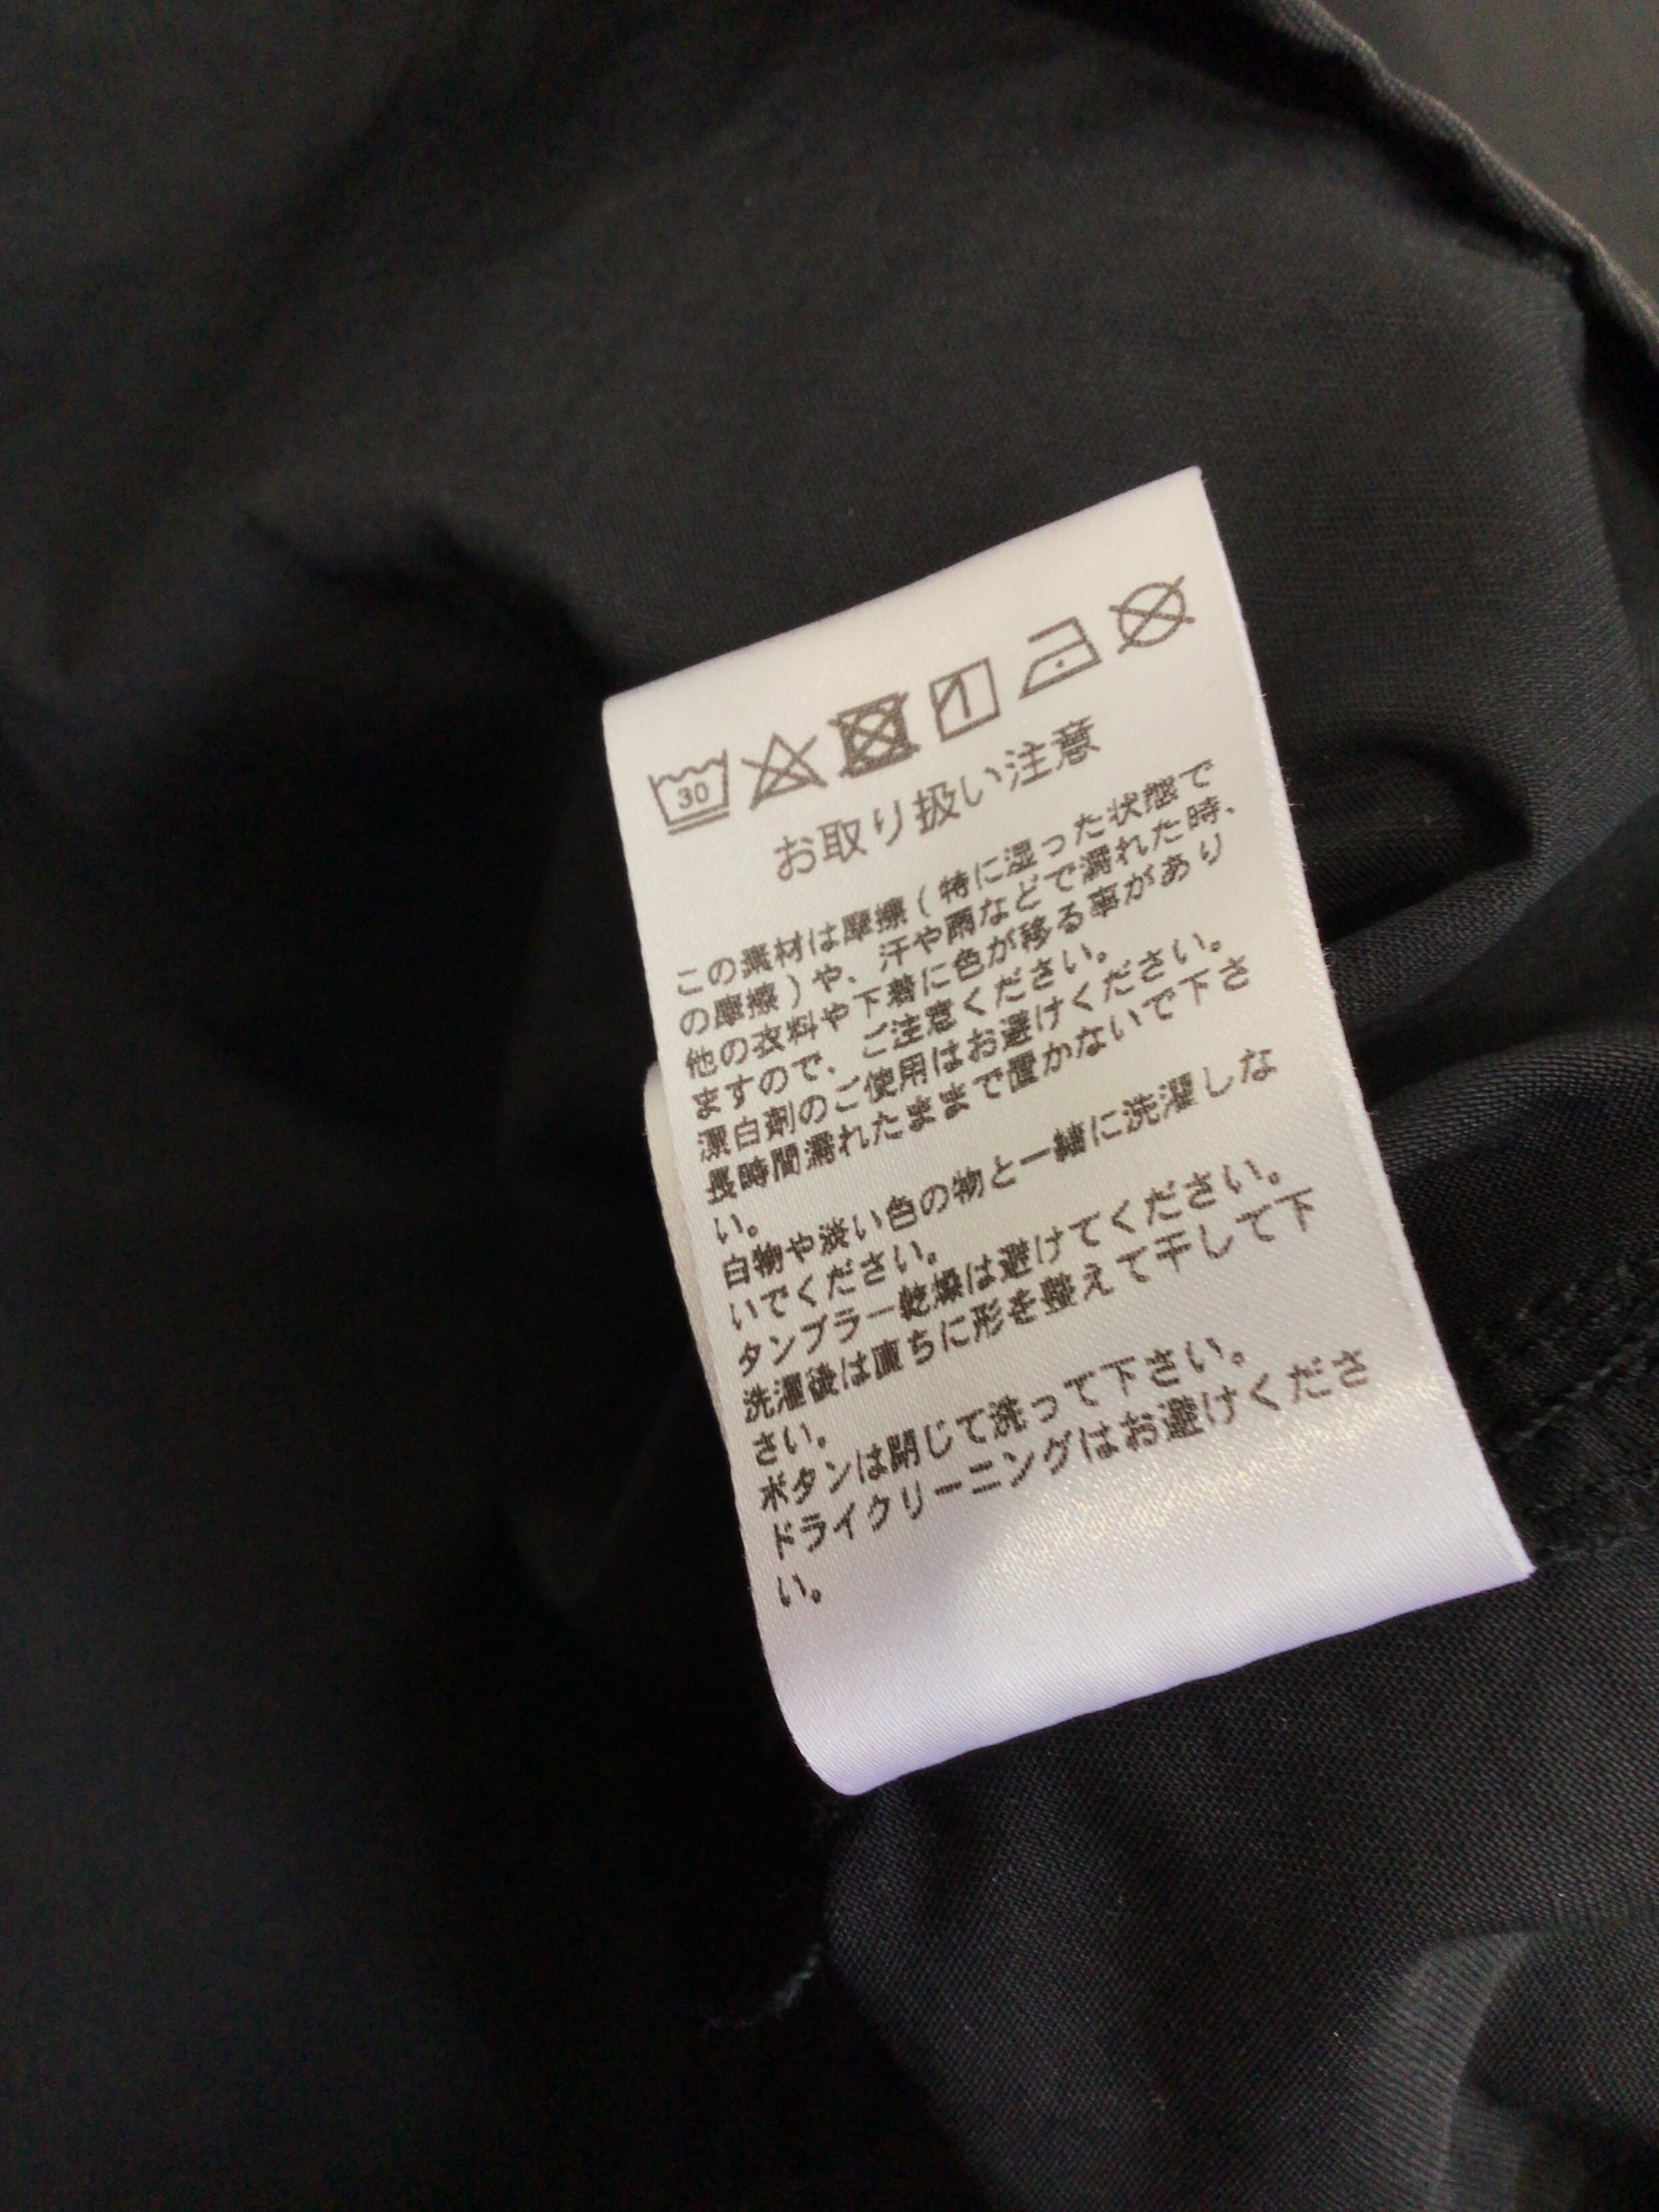 30
お取り扱い注意
この素材は摩擦(特に湿った状態で
の摩擦)や、汗や雨などで濡れた時、
他の衣料や下着に色が移る事があり
ますので、ご注意ください。
漂白剤のご使用はお避けください。
長時間濡れたままで置かないで下さ
い。
白物や淡い色の物と一緒に洗濯しな
いでください。
タンブラー乾燥は避けてください。
洗濯後は直ちに形を整えて干して下
さい。
ボタンは閉じて洗って下さい。
ドライクリーニングはお避けくださ
い。